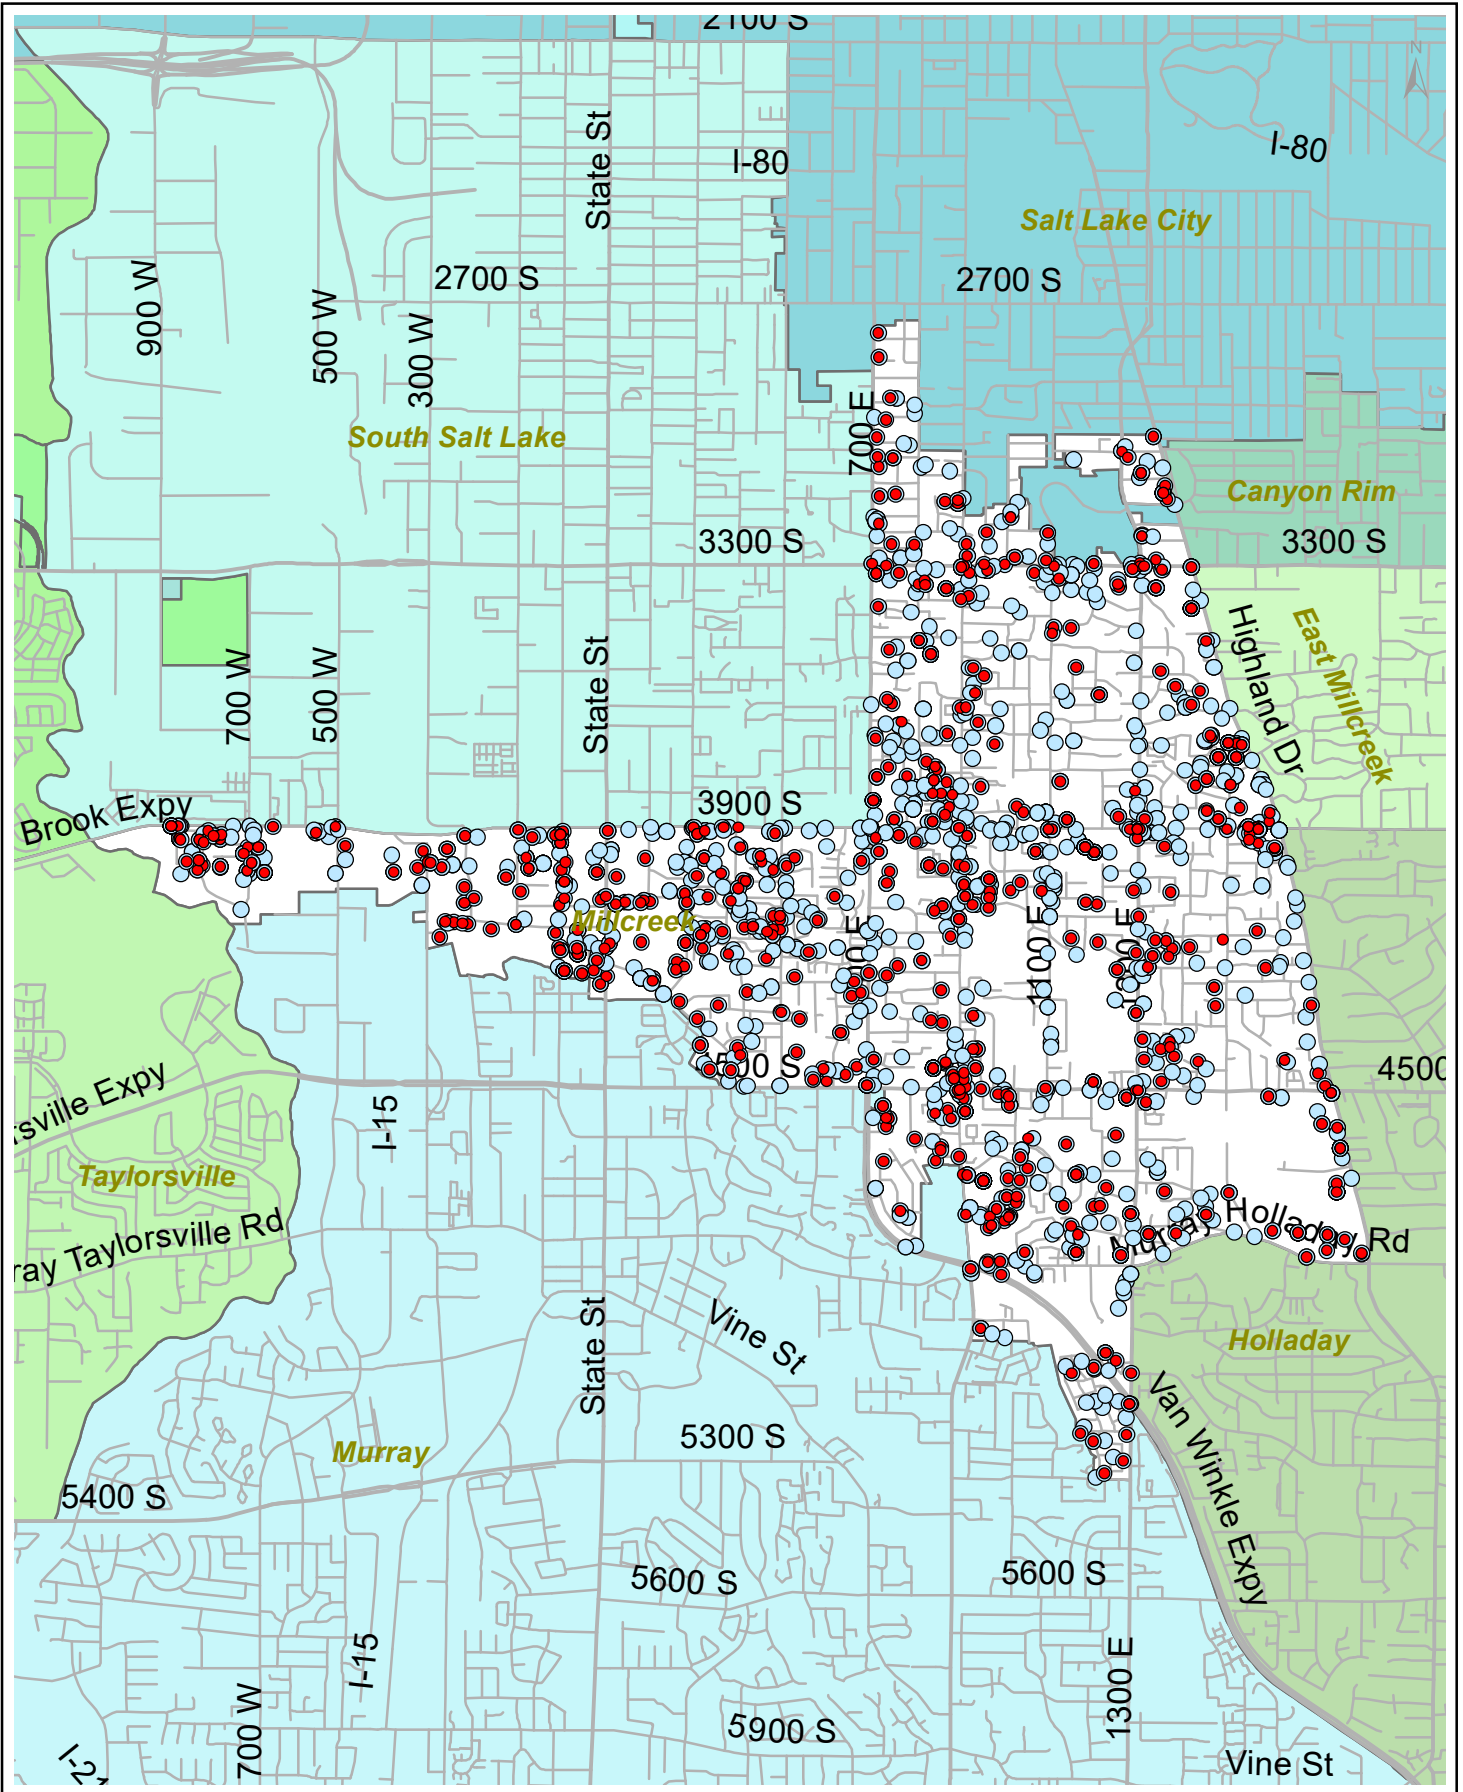 2100 S
N
State St
I-80
I-80
Salt Lake City
2700 S
2700 S
900 W
500 W
300 W
700 E
South Salt Lake
Canyon Rim
3300 S
3300 S
Highland Dr
East Millcreek
State St
700 W
500 W
3900 S
Brook Expy
Millcreek
1100 E
4500
rsville Expy
I-15
Taylorsville
ray Taylorsville Rd
Murray Holladay Rd
State St
Vine St
Holladay
Van Winkle Expy
5300 S
Murray
5400 S
5600 S
5600 S
I-15
1300 E
700 W
5900 S
Vine St